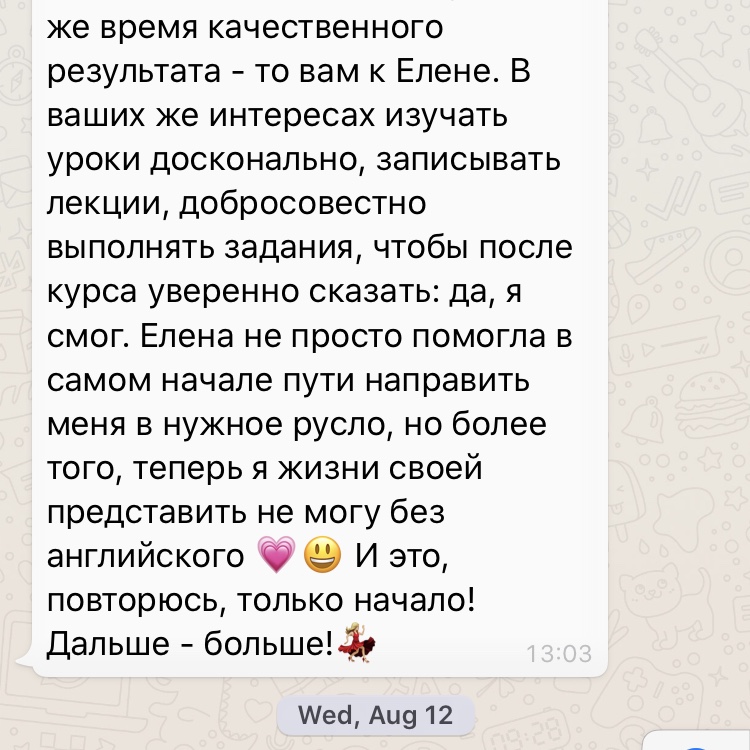 же время качественного
результата - то вам к Елене. В
ваших же интересах изучать
уроки досконально, записывать
лекции, добросовестно
выполнять задания, чтобы после
курса уверенно сказать: да, я
смог. Елена не просто помогла в
самом начале пути направить
меня в нужное русло, но более
того, теперь я жизни своей
представить не могу без
английского 💗😃 И это,
повторюсь, только начало!
Дальше - больше!💃
13:03
Wed, Aug 12